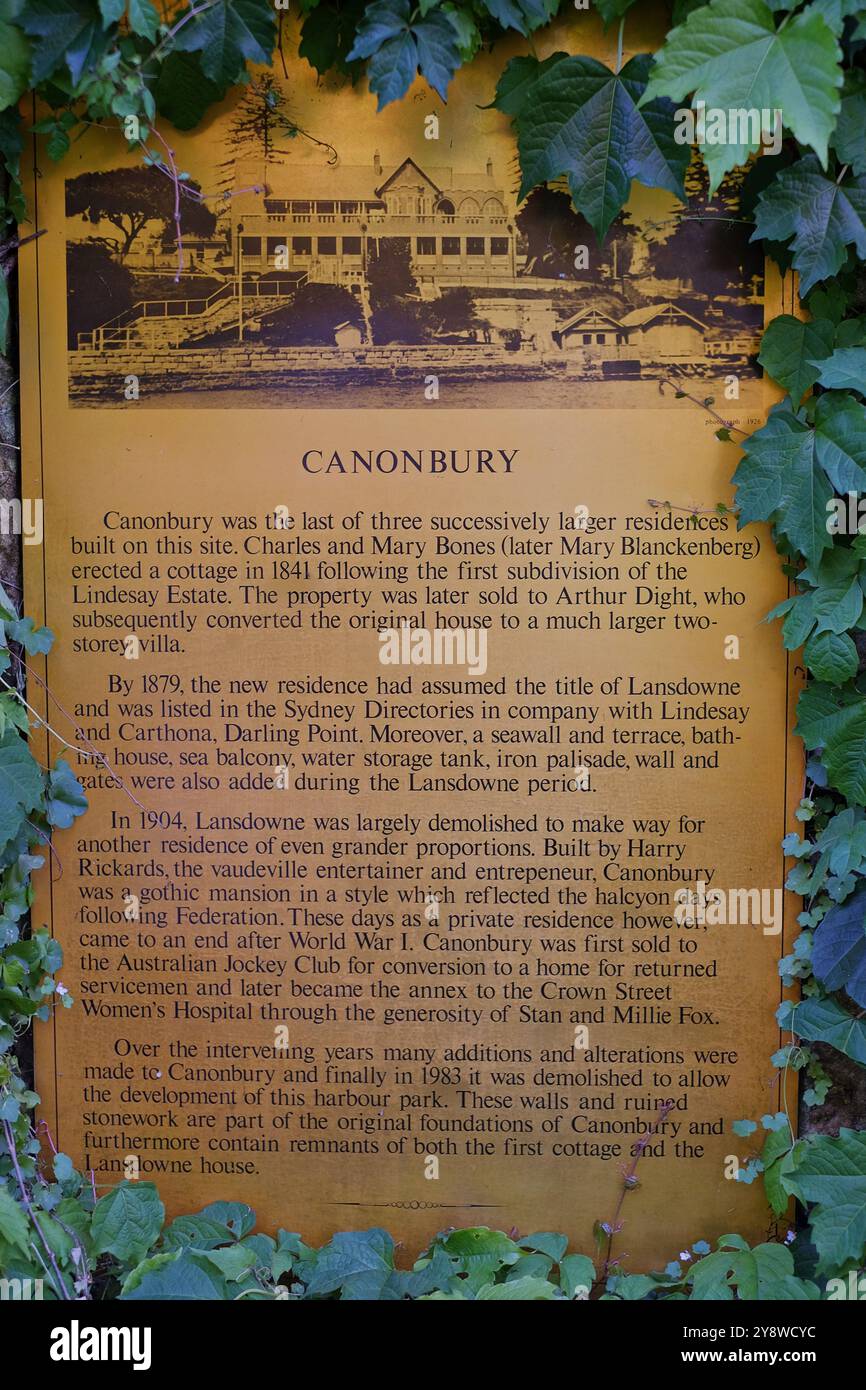 photograph 1926
CANONBURY
Canonbury was the last of three successively larger residences
built on this site. Charles and Mary Bones (later Mary Blanckenberg)
erected a cottage in 1841 following the first subdivision of the
Lindesay Estate. The property was later sold to Arthur Dight, who
subsequently converted the original house to a much larger two-
storey villa.
By 1879, the new residence had assumed the title of Lansdowne
and was listed in the Sydney Directories in company with Lindesay
and Carthona, Darling Point. Moreover, a seawall and terrace, bath-
ing house, sea balcony, water storage tank, iron palisade, wall and
gates were also added during the Lansdowne period.
In 1904, Lansdowne was largely demolished to make way for
another residence of even grander proportions. Built by Harry
Rickards, the vaudeville entertainer and entrepeneur, Canonbury
was a gothic mansion in a style which reflected the halcyon days
following Federation. These days as a private residence however,
came to an end after World War I. Canonbury was first sold to
the Australian Jockey Club for conversion to a home for returned
servicemen and later became the annex to the Crown Street
Women's Hospital through the generosity of Stan and Millie Fox.
Over the intervening years many additions and alterations were
made to Canonbury and finally in 1983 it was demolished to allow
the development of this harbour park. These walls and ruined
stonework are part of the original foundations of Canonbury and
furthermore contain remnants of both the first cottage and the
Lansdowne house.
alamy
Image ID: 2Y8WCYC
www.alamy.com